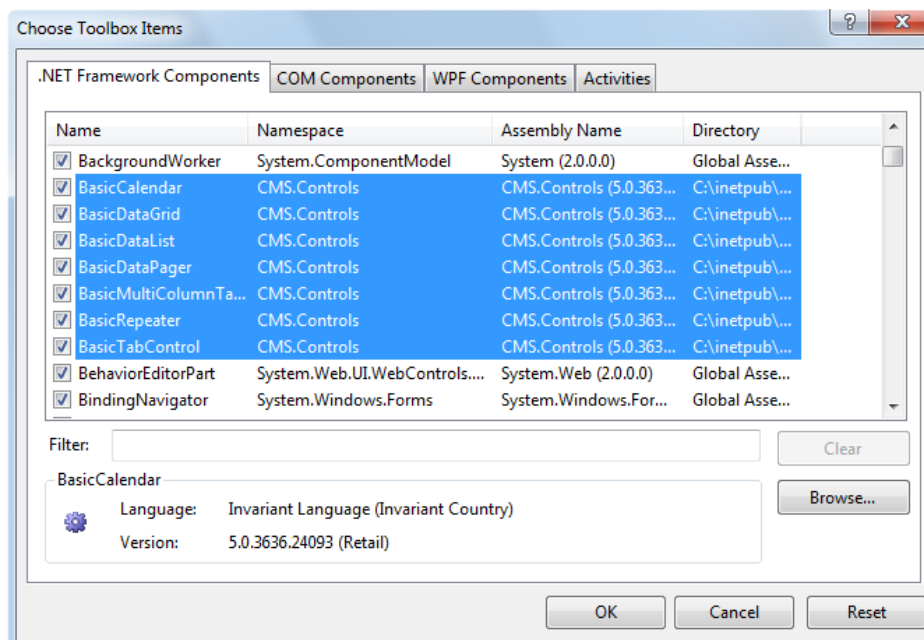 Choose Toolbox Items
.NET Framework Components COM Components WPF Components Activities
Name Namespace Assembly Name Directory
BackgroundWorker System.ComponentModel System (2.0.0.0) Global Asse...
BasicCalendar CMS.Controls CMS.Controls (5.0.363... C:\inetpub\...
BasicDataGrid CMS.Controls CMS.Controls (5.0.363... C:\inetpub\...
BasicDataList CMS.Controls CMS.Controls (5.0.363... C:\inetpub\...
BasicDataPager CMS.Controls CMS.Controls (5.0.363... C:\inetpub\...
BasicMultiColumnTa... CMS.Controls CMS.Controls (5.0.363... C:\inetpub\...
BasicRepeater CMS.Controls CMS.Controls (5.0.363... C:\inetpub\...
BasicTabControl CMS.Controls CMS.Controls (5.0.363... C:\inetpub\...
BehaviorEditorPart System.Web.UI.WebControls.... System.Web (2.0.0.0) Global Asse...
BindingNavigator System.Windows.Forms System.Windows.For... Global Asse...
Filter: Clear
BasicCalendar
Language: Invariant Language (Invariant Country)
Browse...
Version: 5.0.3636.24093 (Retail)
OK Cancel Reset